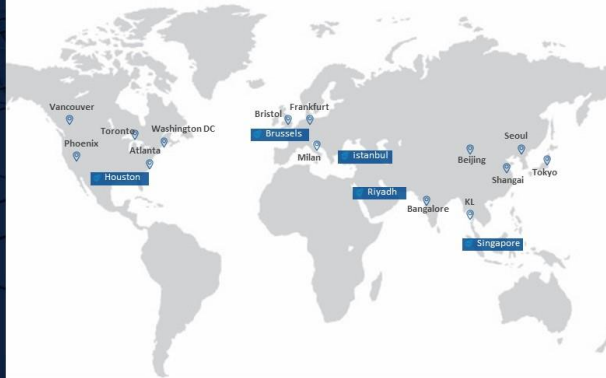 Vancouver
Phoenix
Toronto
Washington DC
Atlanta
Houston
Bristol
Frankfurt
Brussels
Milan
istanbul
Riyadh
Bangalore
Beijing
Seoul
Shangai
Tokyo
KL
Singapore